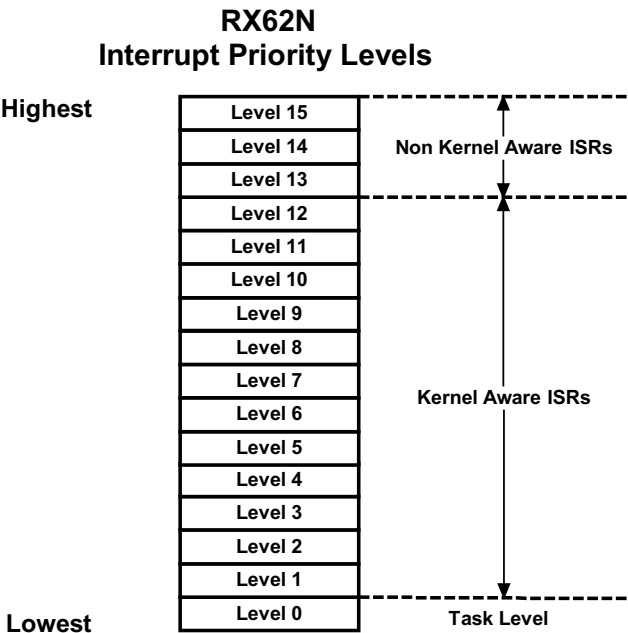 RX62N
Interrupt Priority Levels
Highest
Level 15
Level 14
Non Kernel Aware ISRs
Level 13
Level 12
Level 11
Level 10
Level 9
Level 8
Level 7
Kernel Aware ISRs
Level 6
Level 5
Level 4
Level 3
Level 2
Level 1
Lowest
Level 0
Task Level